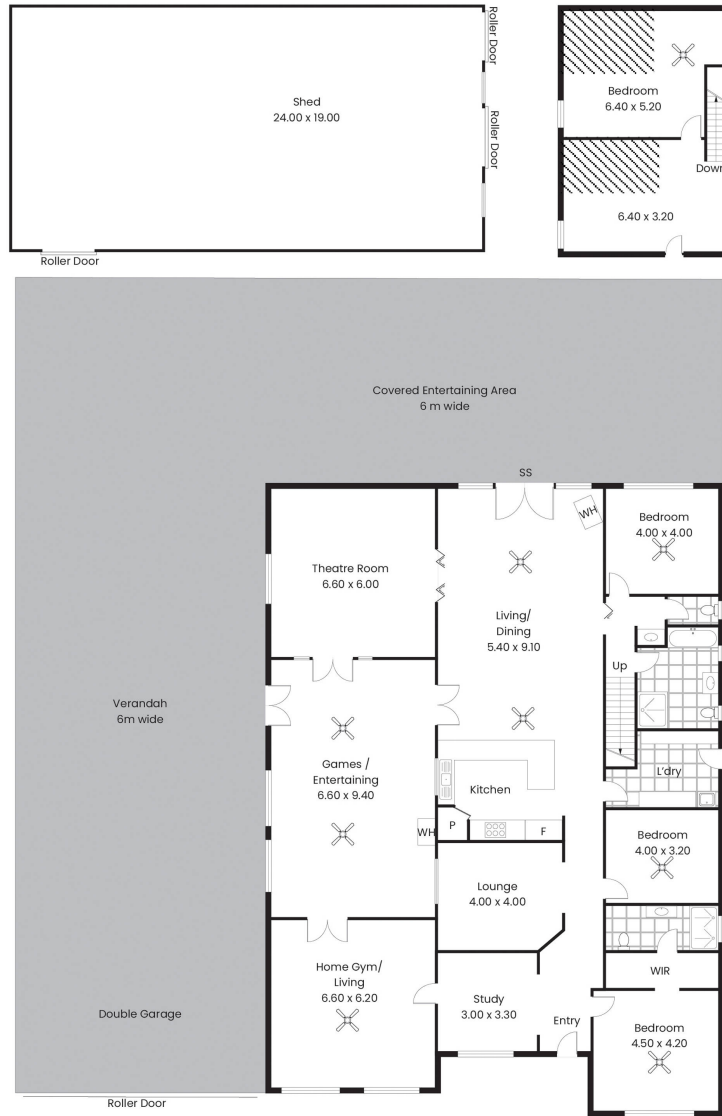 Shed
24.00 x 19.00
Roller Door
Roller Door
Roller Door
Bedroom
6.40 x 5.20
Down
6.40 x 3.20
Covered Entertaining Area
6 m wide
SS
WH
Bedroom
4.00 x 4.00
Theatre Room
6.60 x 6.00
Living/
Dining
5.40 x 9.10
Up
Verandah
6m wide
Games /
Entertaining
6.60 x 9.40
Kitchen
L'dry
WH
P
F
Bedroom
4.00 x 3.20
Lounge
4.00 x 4.00
Home Gym/
Living
6.60 x 6.20
WIR
Study
3.00 x 3.30
Entry
Double Garage
Bedroom
4.50 x 4.20
Roller Door